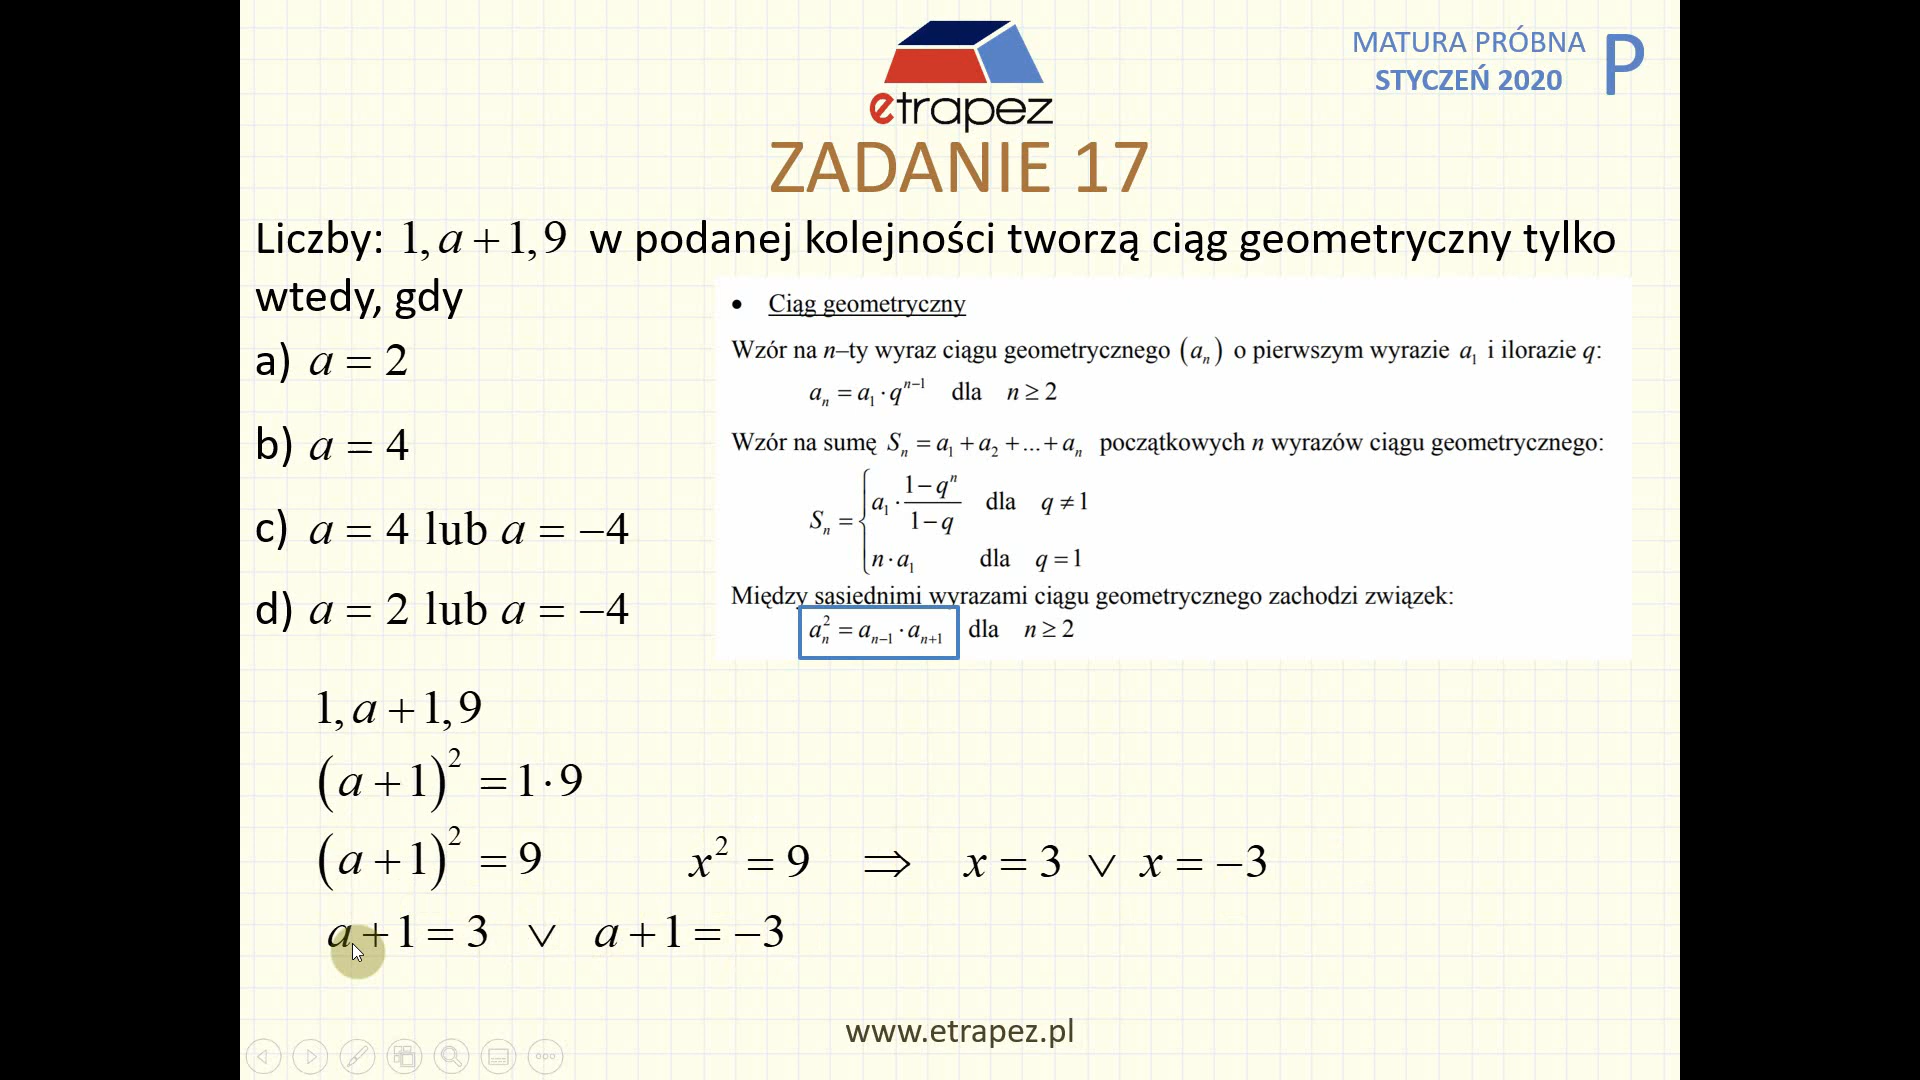 MATURA PRÓBNA
STYCZEŃ 2020
P
etrapez
ZADANIE 17
Liczby: 1, a + 1, 9 w podanej kolejności tworzą ciąg geometryczny tylko
wtedy, gdy
a) a = 2
b) a = 4
c) a = 4 lub a = −4
d) a = 2 lub a = −4
• Ciąg geometryczny
Wzór na n–ty wyraz ciągu geometrycznego (aₙ) o pierwszym wyrazie a₁ i ilorazie q:
aₙ = a₁ · qⁿ⁻¹ dla n ≥ 2
Wzór na sumę Sₙ = a₁ + a₂ + ... + aₙ początkowych n wyrazów ciągu geometrycznego:
Sₙ = { a₁ · (1 − qⁿ)/(1 − q) dla q ≠ 1
n · a₁ dla q = 1
Między sąsiednimi wyrazami ciągu geometrycznego zachodzi związek:
aₙ² = aₙ₋₁ · aₙ₊₁ dla n ≥ 2
1, a + 1, 9
(a + 1)² = 1 · 9
(a + 1)² = 9 x² = 9 ⇒ x = 3 ∨ x = −3
a + 1 = 3 ∨ a + 1 = −3
www.etrapez.pl